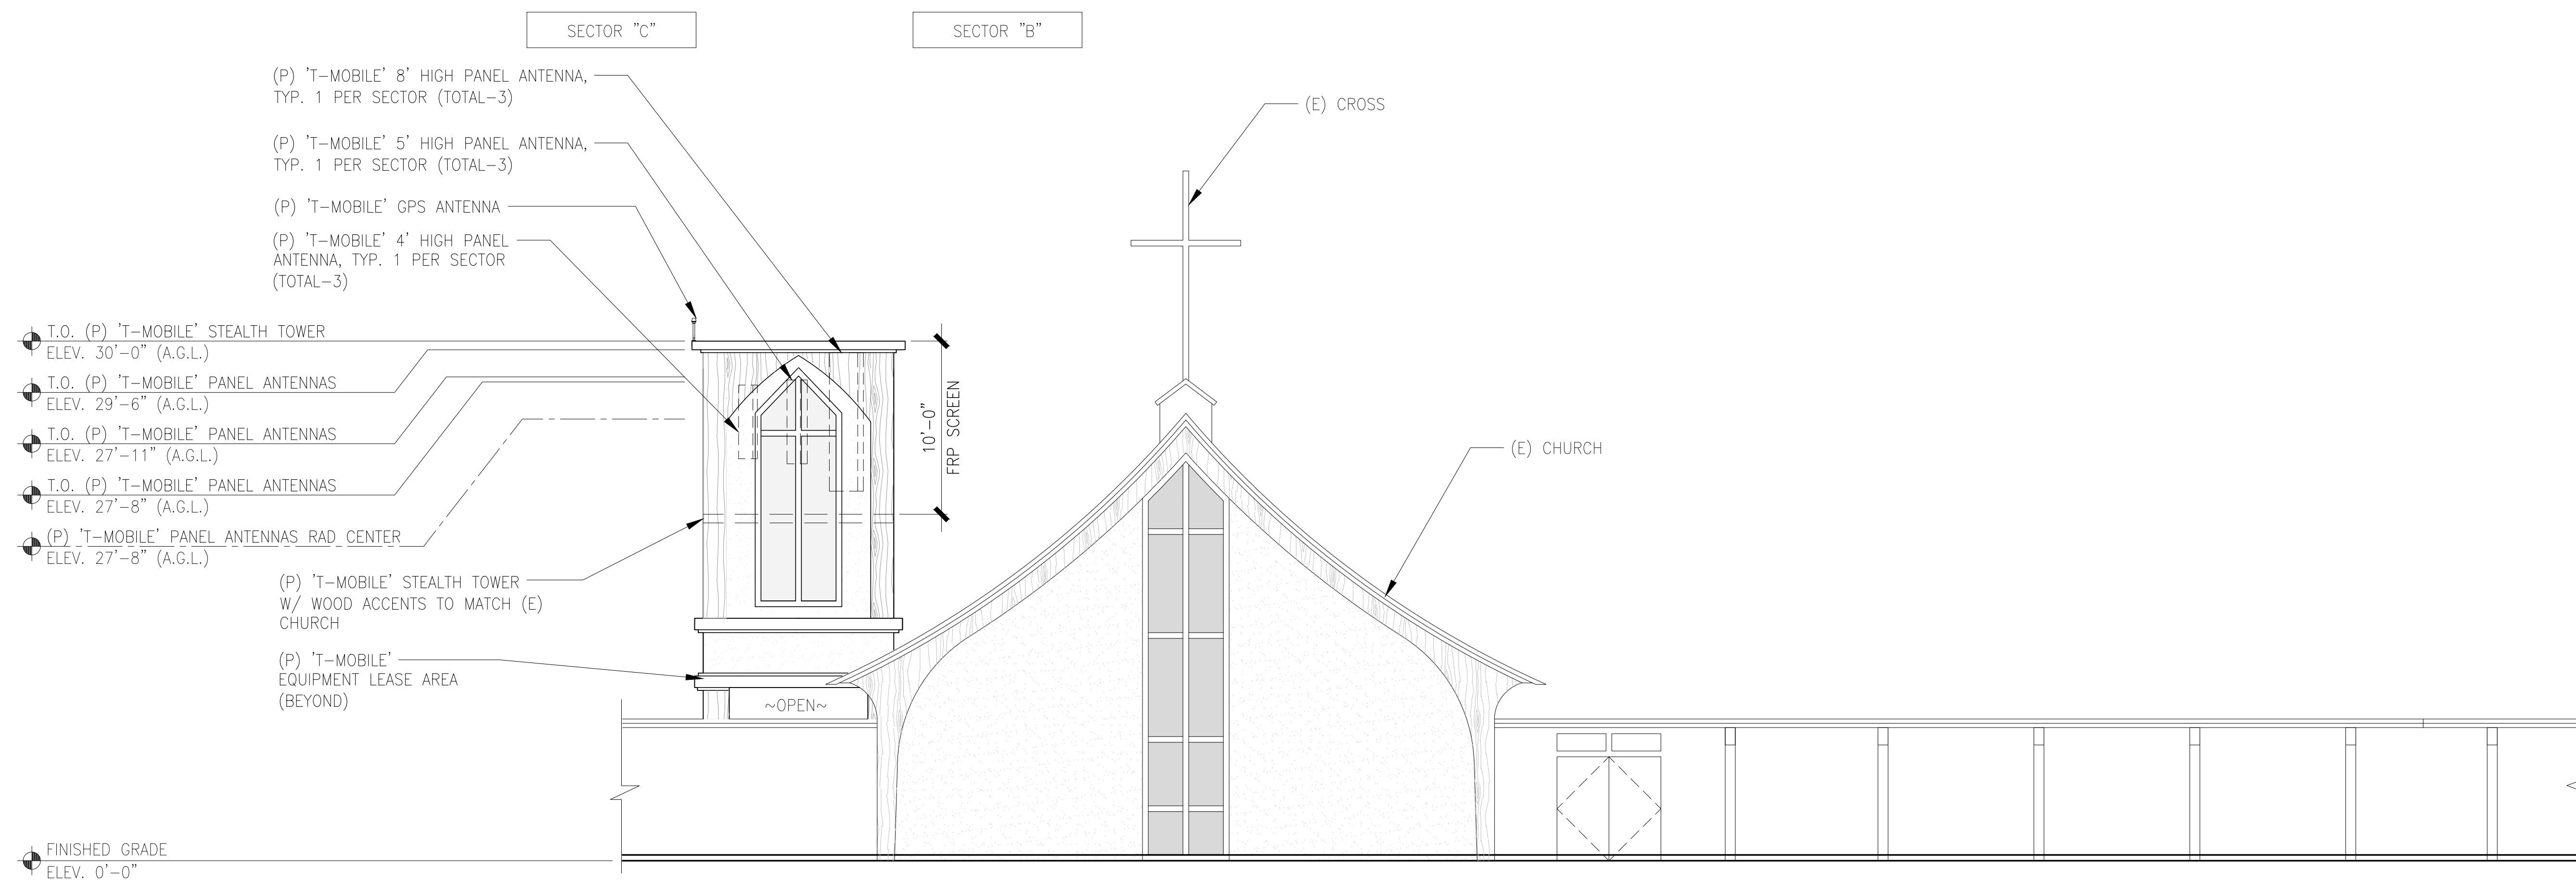 SECTOR "C"
SECTOR "B"
(P) 'T-MOBILE' 8' HIGH PANEL ANTENNA,
TYP. 1 PER SECTOR (TOTAL-3)
(E) CROSS
(P) 'T-MOBILE' 5' HIGH PANEL ANTENNA,
TYP. 1 PER SECTOR (TOTAL-3)
(P) 'T-MOBILE' GPS ANTENNA
(P) 'T-MOBILE' 4' HIGH PANEL
ANTENNA, TYP. 1 PER SECTOR
(TOTAL-3)
T.O. (P) 'T-MOBILE' STEALTH TOWER
ELEV. 30'-0" (A.G.L.)
T.O. (P) 'T-MOBILE' PANEL ANTENNAS
ELEV. 29'-6" (A.G.L.)
T.O. (P) 'T-MOBILE' PANEL ANTENNAS
ELEV. 27'-11" (A.G.L.)
T.O. (P) 'T-MOBILE' PANEL ANTENNAS
ELEV. 27'-8" (A.G.L.)
(P) 'T-MOBILE' PANEL ANTENNAS RAD CENTER
ELEV. 27'-8" (A.G.L.)
10'-0"
FRP SCREEN
(E) CHURCH
(P) 'T-MOBILE' STEALTH TOWER
W/ WOOD ACCENTS TO MATCH (E)
CHURCH
(P) 'T-MOBILE'
EQUIPMENT LEASE AREA
(BEYOND)
~OPEN~
FINISHED GRADE
ELEV. 0'-0"